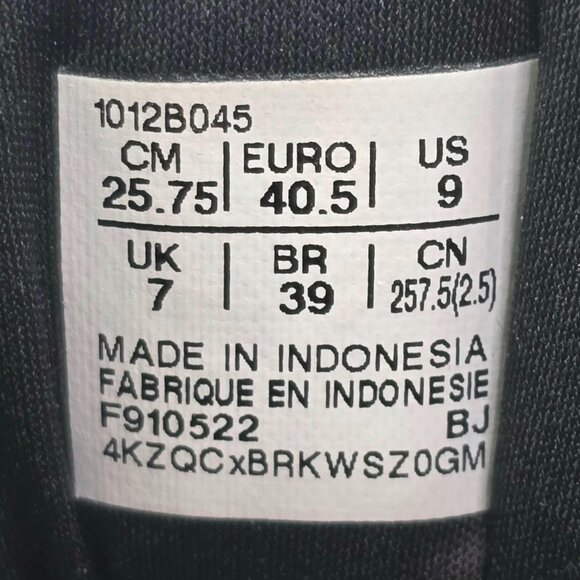 1012B045
CM | EURO | US
25.75 | 40.5 | 9
UK | BR | CN
7 | 39 | 257.5(2.5)
MADE IN INDONESIA
FABRIQUE EN INDONESIE
F910522 BJ
4KZQCxBRKWSZ0GM